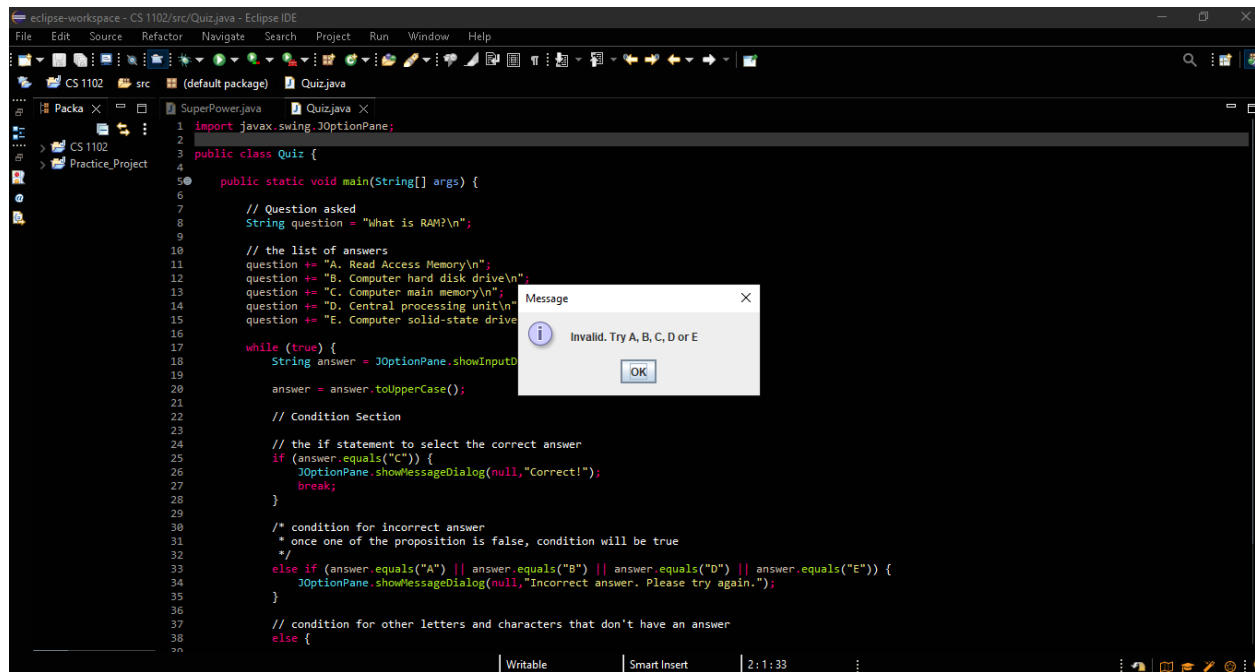 eclipse-workspace - CS 1102/src/Quiz.java - Eclipse IDE
File Edit Source Refactor Navigate Search Project Run Window Help
CS 1102 src (default package) Quiz.java
Packa SuperPower.java Quiz.java
CS 1102
Practice_Project
1 import javax.swing.JOptionPane;
2
3 public class Quiz {
4
5 public static void main(String[] args) {
6
7 // Question asked
8 String question = "What is RAM?\n";
9
10 // the list of answers
11 question += "A. Read Access Memory\n";
12 question += "B. Computer hard disk drive\n";
13 question += "C. Computer main memory\n";
14 question += "D. Central processing unit\n"
15 question += "E. Computer solid-state drive
16
17 while (true) {
18 String answer = JOptionPane.showInputD
19
20 answer = answer.toUpperCase();
21
22 // Condition Section
23
24 // the if statement to select the correct answer
25 if (answer.equals("C")) {
26 JOptionPane.showMessageDialog(null,"Correct!");
27 break;
28 }
29
30 /* condition for incorrect answer
31 * once one of the proposition is false, condition will be true
32 */
33 else if (answer.equals("A") || answer.equals("B") || answer.equals("D") || answer.equals("E")) {
34 JOptionPane.showMessageDialog(null,"Incorrect answer. Please try again.");
35 }
36
37 // condition for other letters and characters that don't have an answer
38 else {
Message
Invalid. Try A, B, C, D or E
OK
Writable Smart Insert 2 : 1 : 33